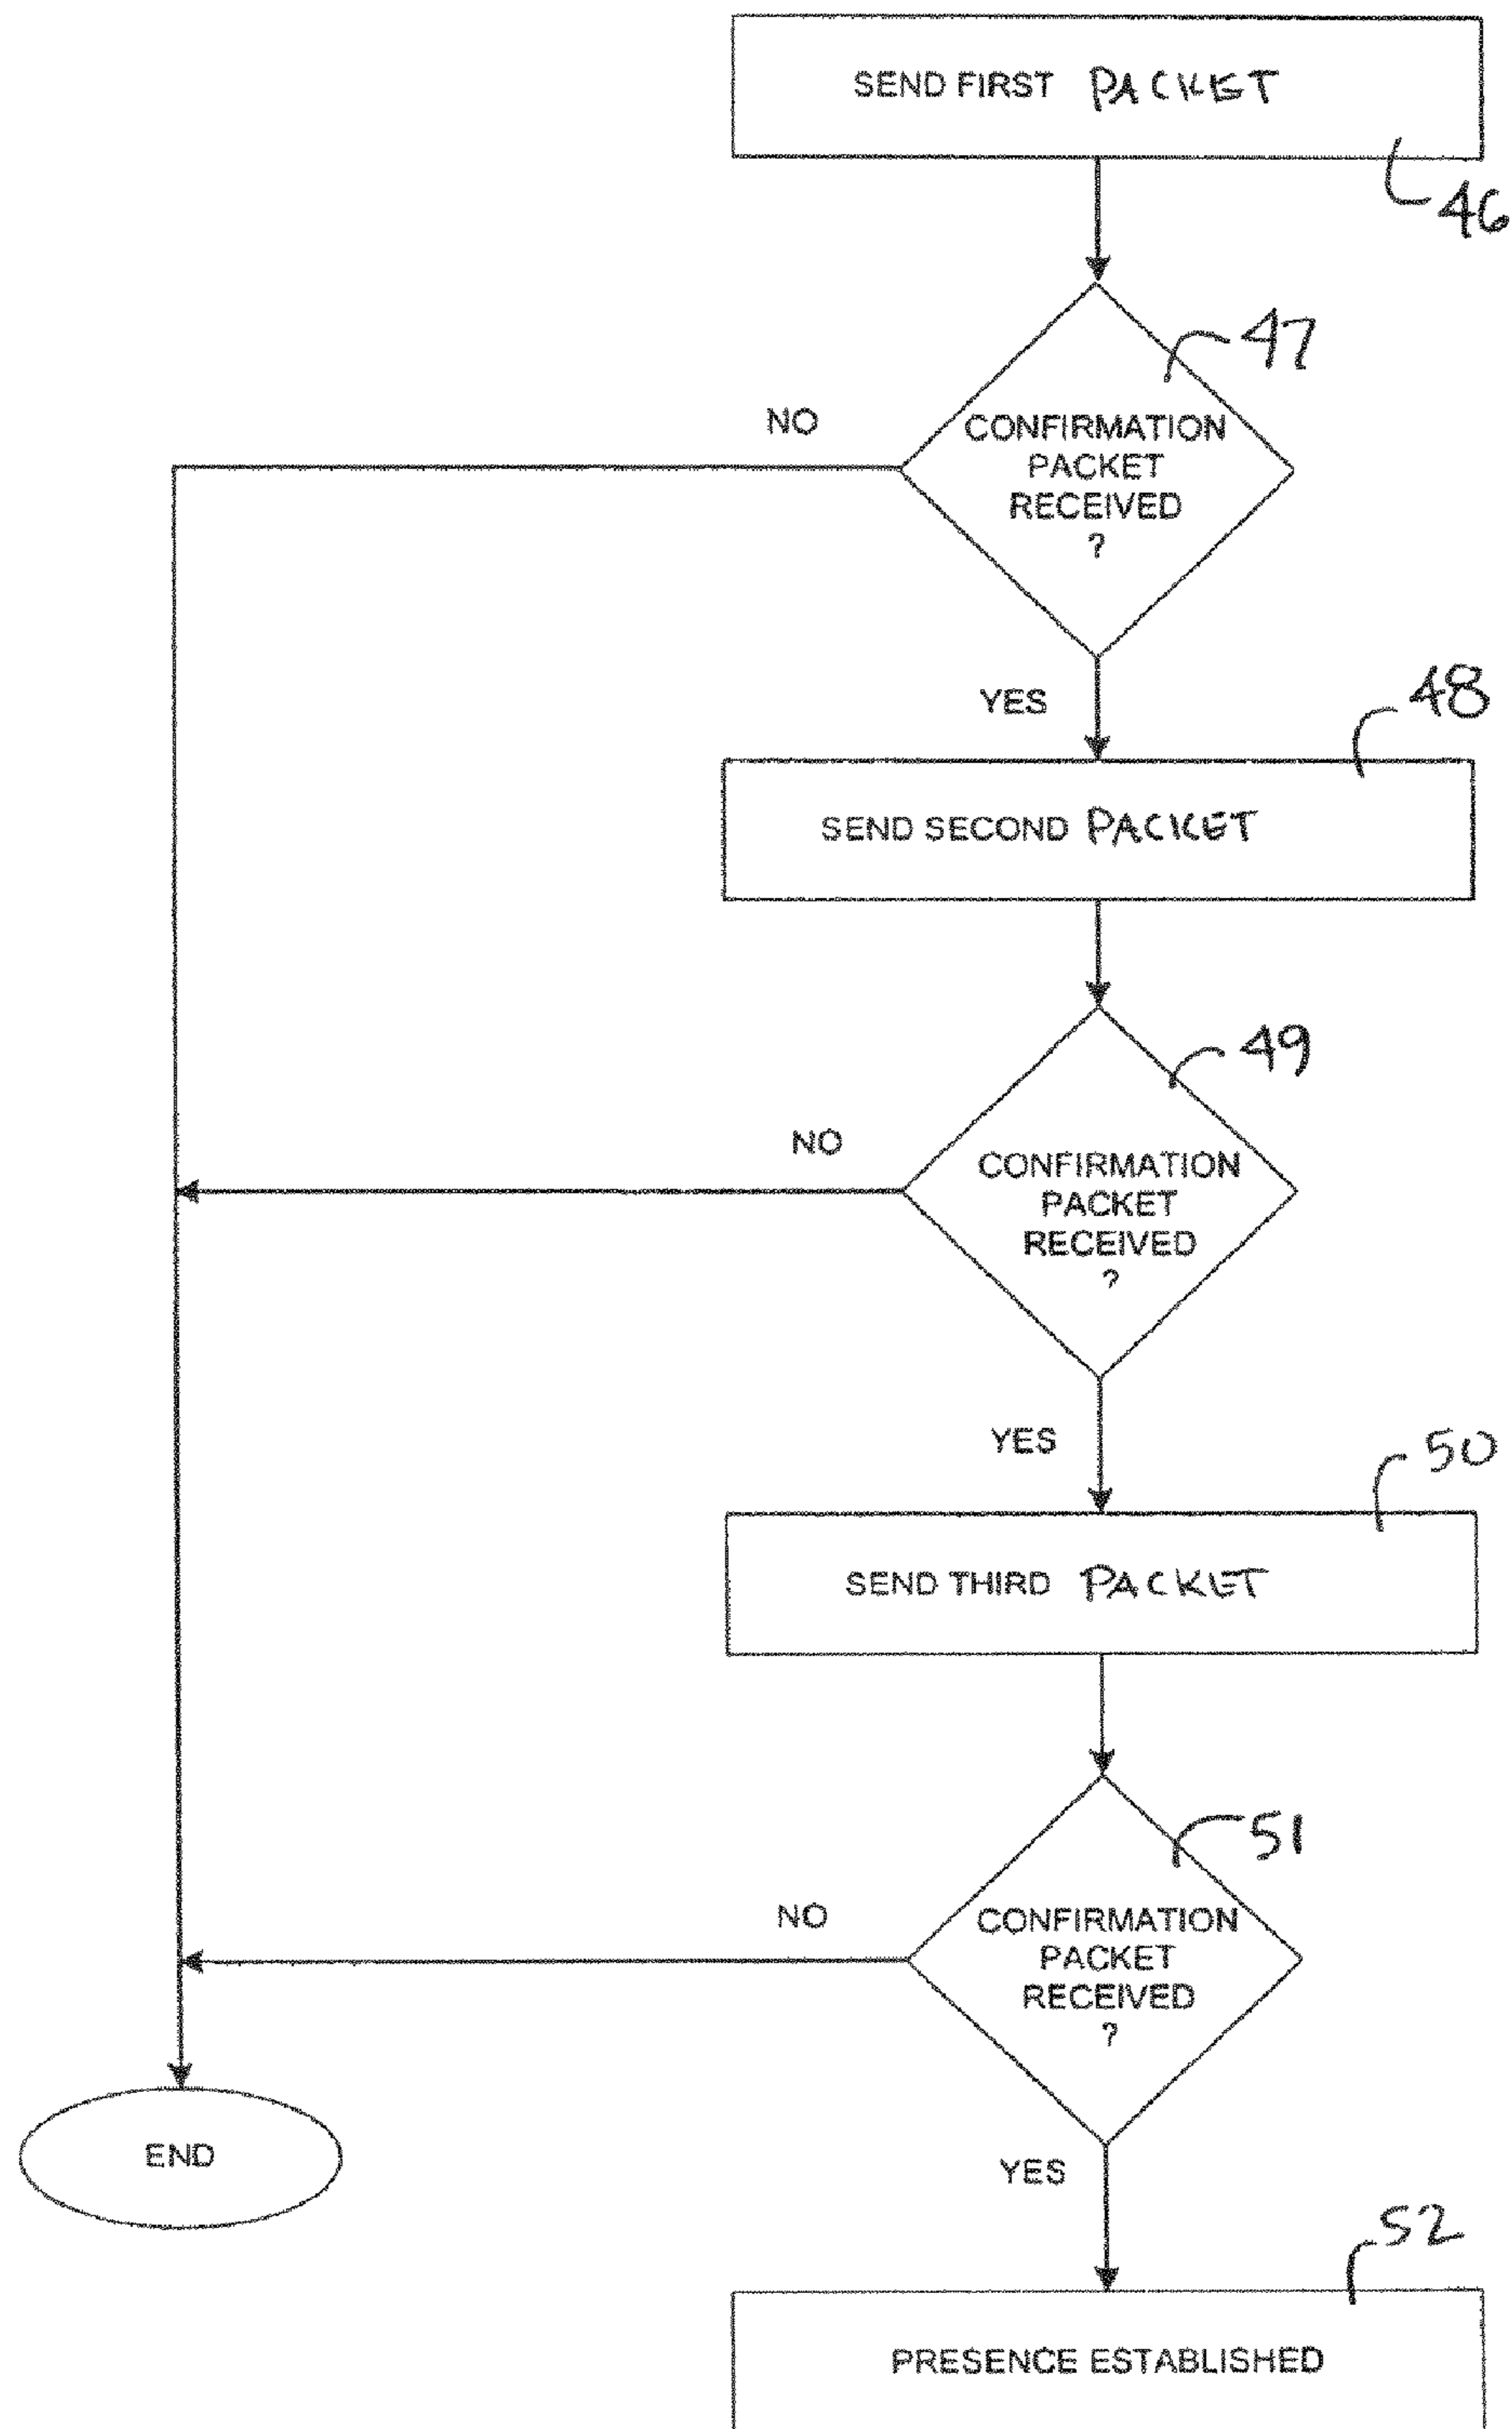 SEND FIRST PACKET
46
47
NO
CONFIRMATION
PACKET
RECEIVED
?
YES
48
SEND SECOND PACKET
49
NO
CONFIRMATION
PACKET
RECEIVED
?
YES
50
SEND THIRD PACKET
51
NO
CONFIRMATION
PACKET
RECEIVED
?
END
YES
52
PRESENCE ESTABLISHED